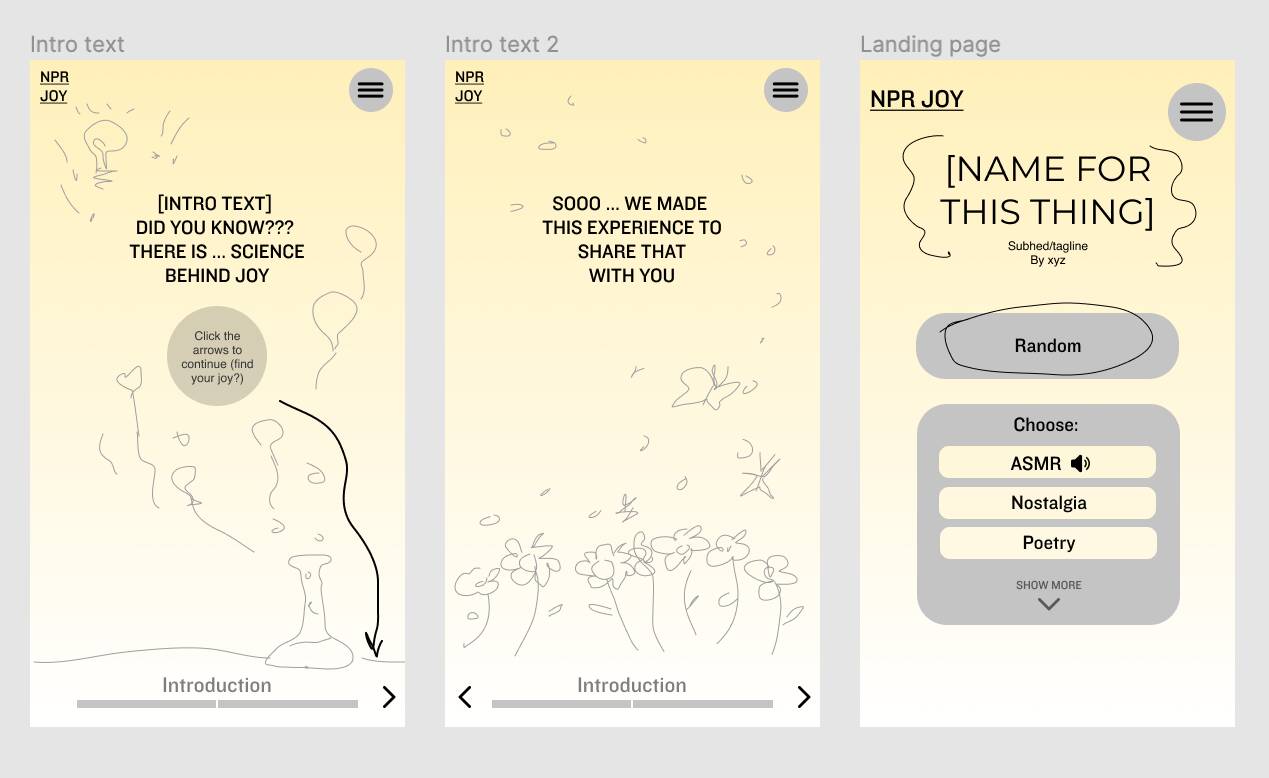 Intro text
NPR
JOY
[INTRO TEXT]
DID YOU KNOW???
THERE IS ... SCIENCE
BEHIND JOY
Click the
arrows to
continue (find
your joy?)
Introduction
Intro text 2
NPR
JOY
SOOO ... WE MADE
THIS EXPERIENCE TO
SHARE THAT
WITH YOU
Introduction
Landing page
NPR JOY
[NAME FOR
THIS THING]
Subhed/tagline
By xyz
Random
Choose:
ASMR
Nostalgia
Poetry
SHOW MORE